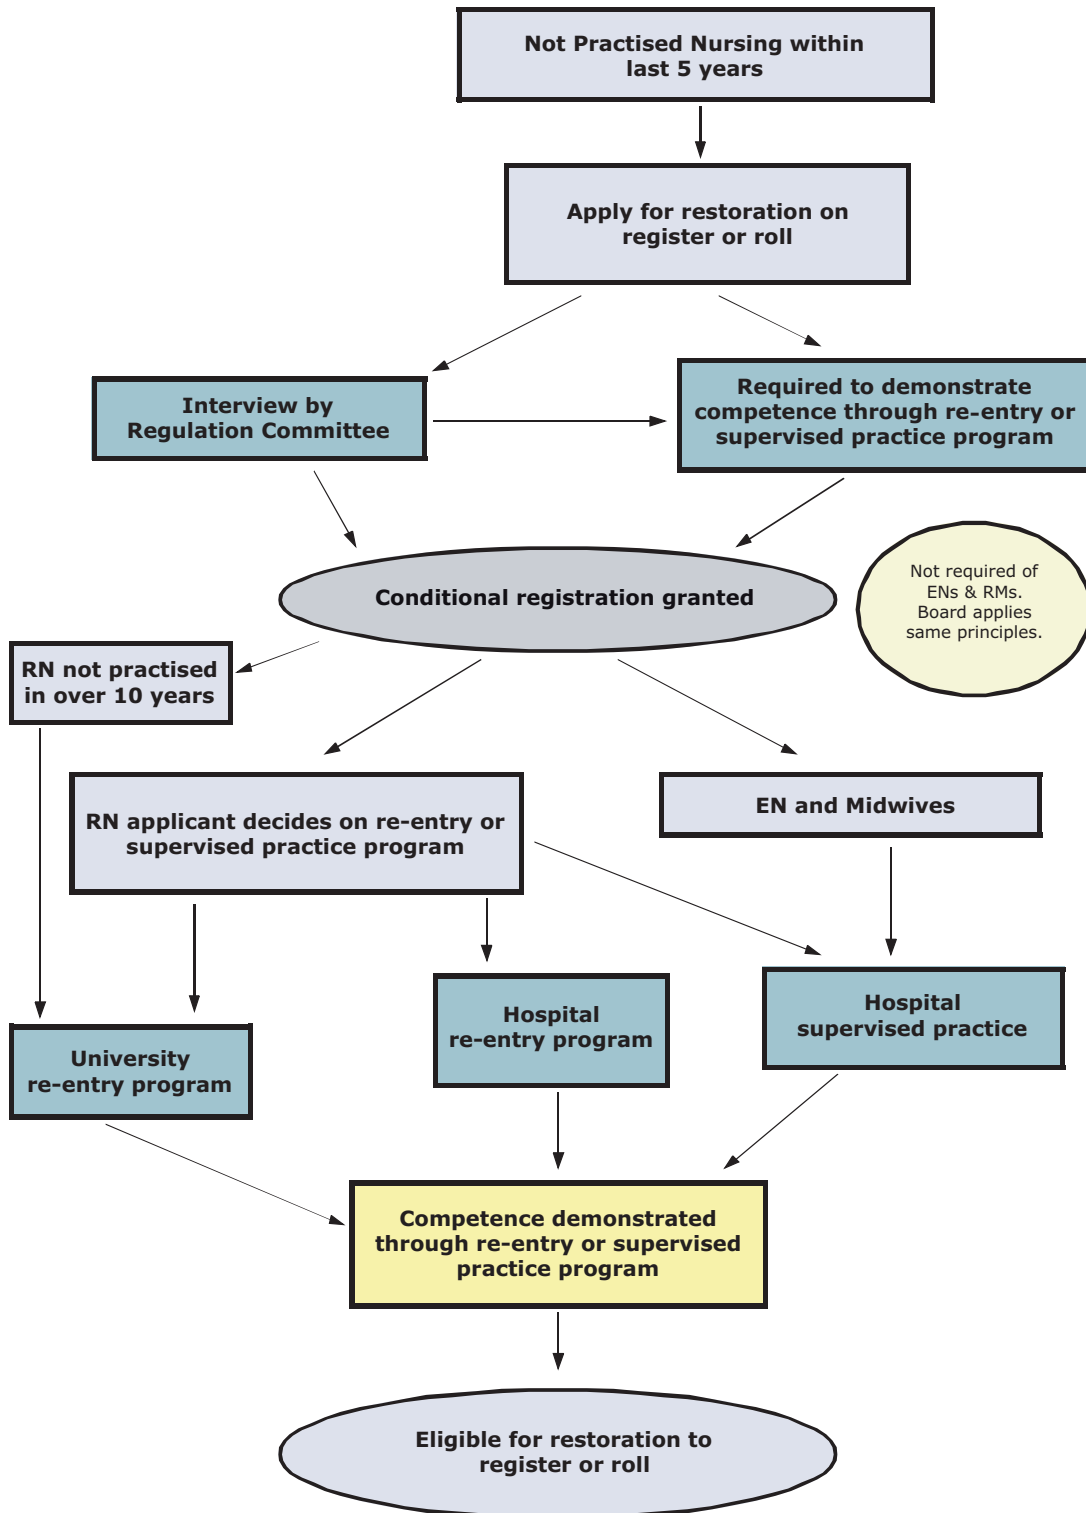 Not Practised Nursing within
last 5 years
Apply for restoration on
register or roll
Interview by
Regulation Committee
Required to demonstrate
competence through re-entry or
supervised practice program
Conditional registration granted
Not required of
ENs & RMs.
Board applies
same principles.
RN not practised
in over 10 years
RN applicant decides on re-entry or
supervised practice program
EN and Midwives
University
re-entry program
Hospital
re-entry program
Hospital
supervised practice
Competence demonstrated
through re-entry or supervised
practice program
Eligible for restoration to
register or roll